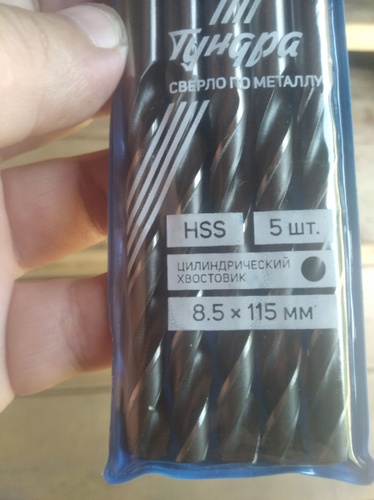 Тундра
СВЕРЛО ПО МЕТАЛЛУ
HSS
5 шт.
ЦИЛИНДРИЧЕСКИЙ
ХВОСТОВИК
8.5 × 115 мм